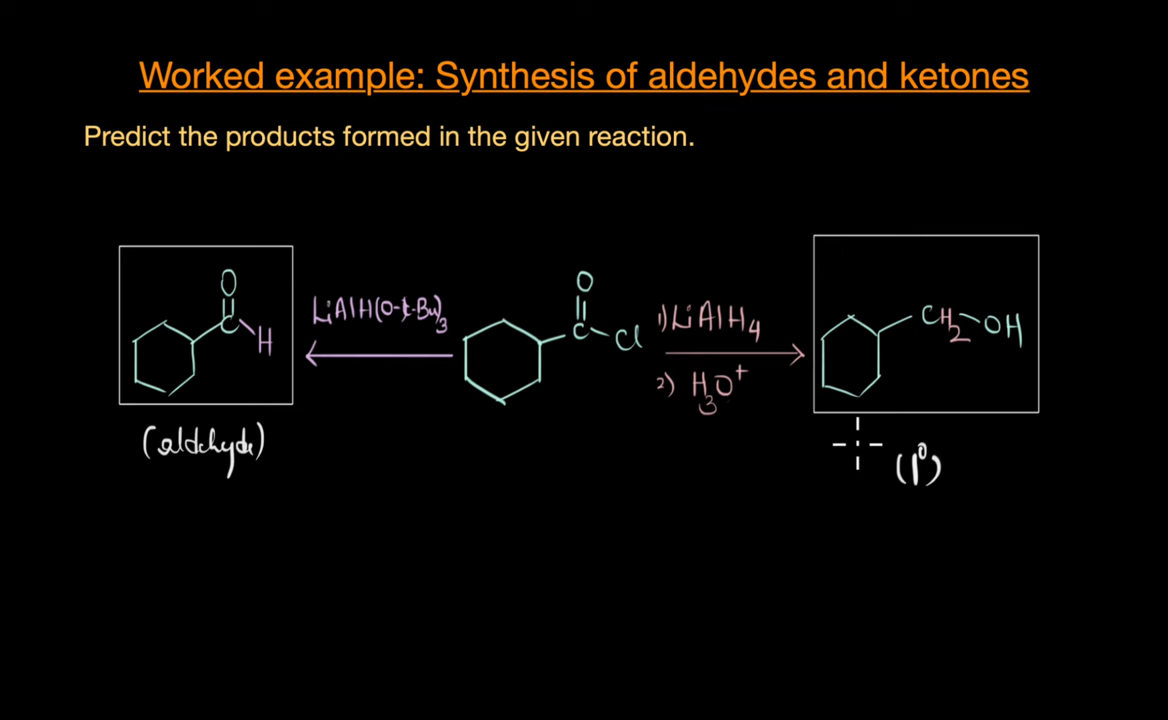 Worked example: Synthesis of aldehydes and ketones
Predict the products formed in the given reaction.
O
C
H
(aldehyde)
LiAlH(O-t-Bu)3
O
C
Cl
1) LiAlH4
2) H3O+
CH2 OH
(1°)